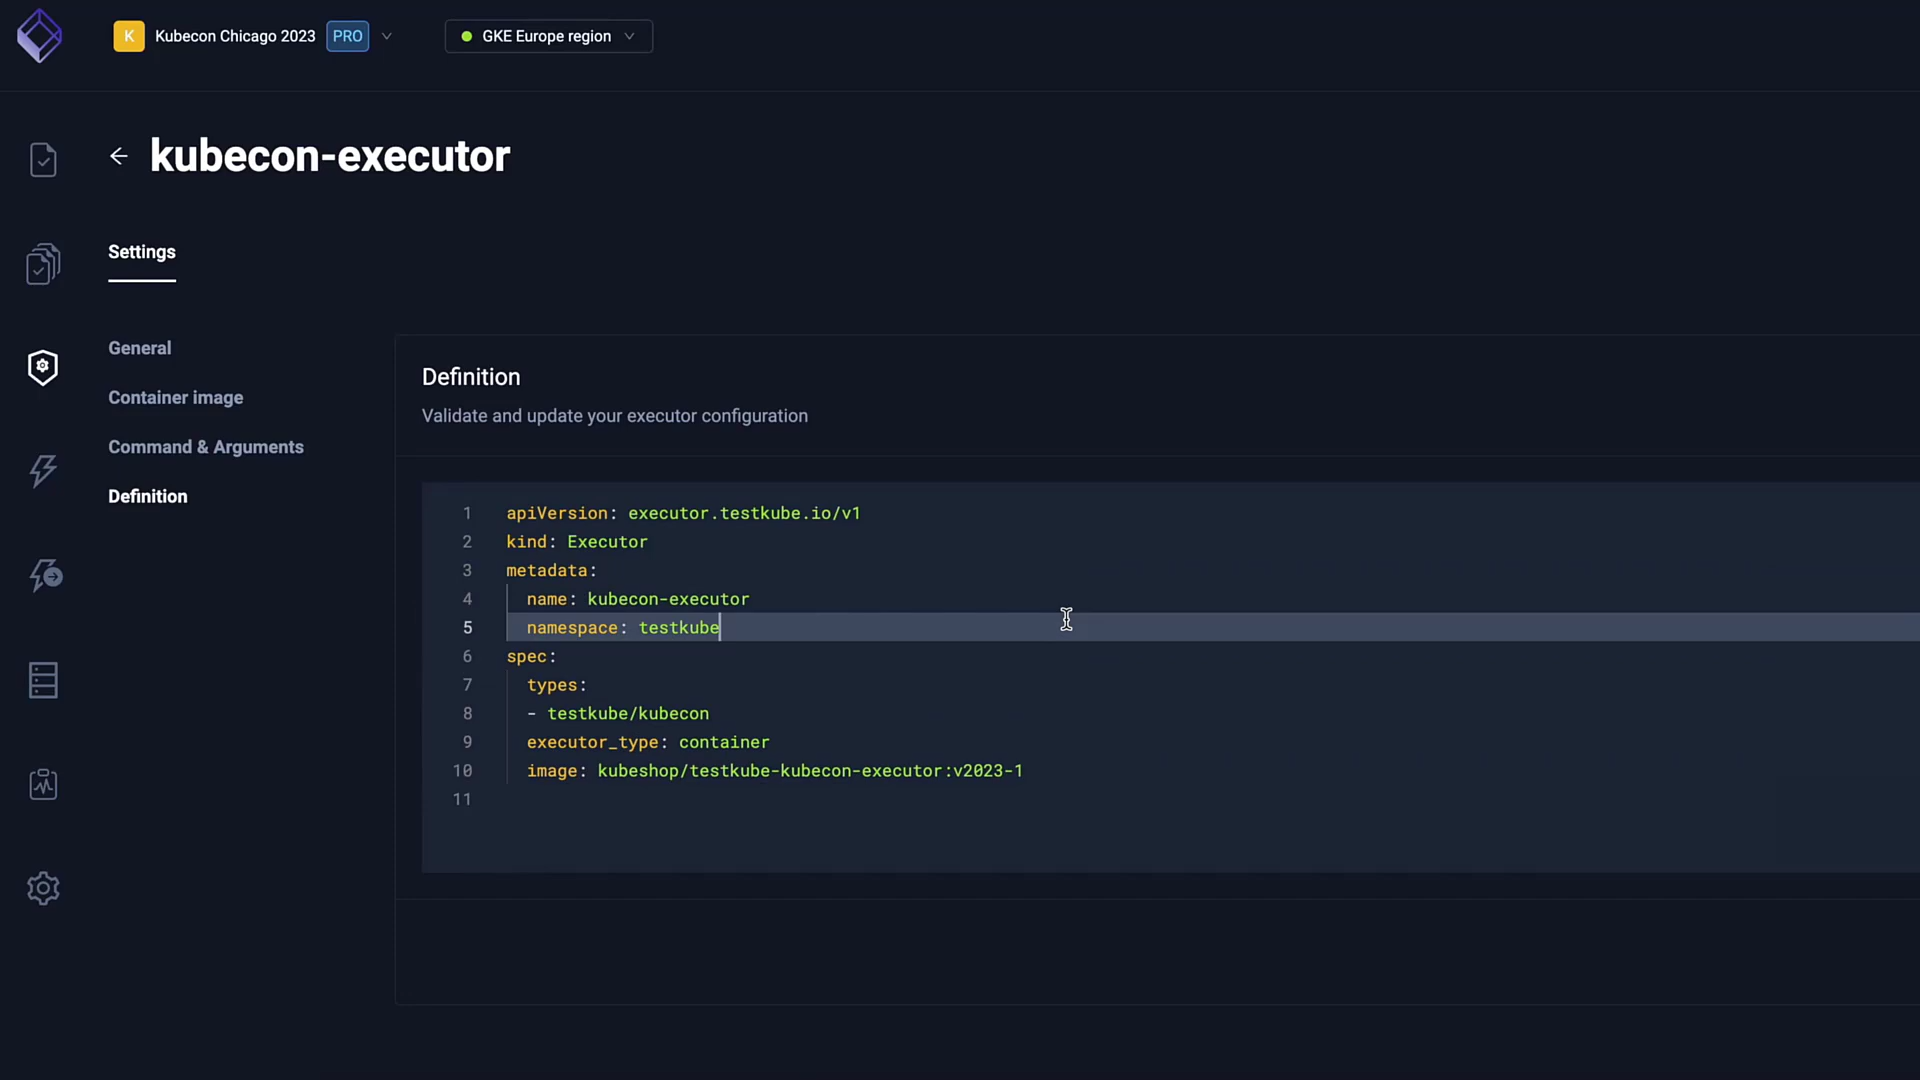 K Kubecon Chicago 2023 PRO GKE Europe region
kubecon-executor
Settings
General
Container image
Command & Arguments
Definition
Definition
Validate and update your executor configuration
1 apiVersion: executor.testkube.io/v1
2 kind: Executor
3 metadata:
4 name: kubecon-executor
5 namespace: testkube
6 spec:
7 types:
8 - testkube/kubecon
9 executor_type: container
10 image: kubeshop/testkube-kubecon-executor:v2023-1
11